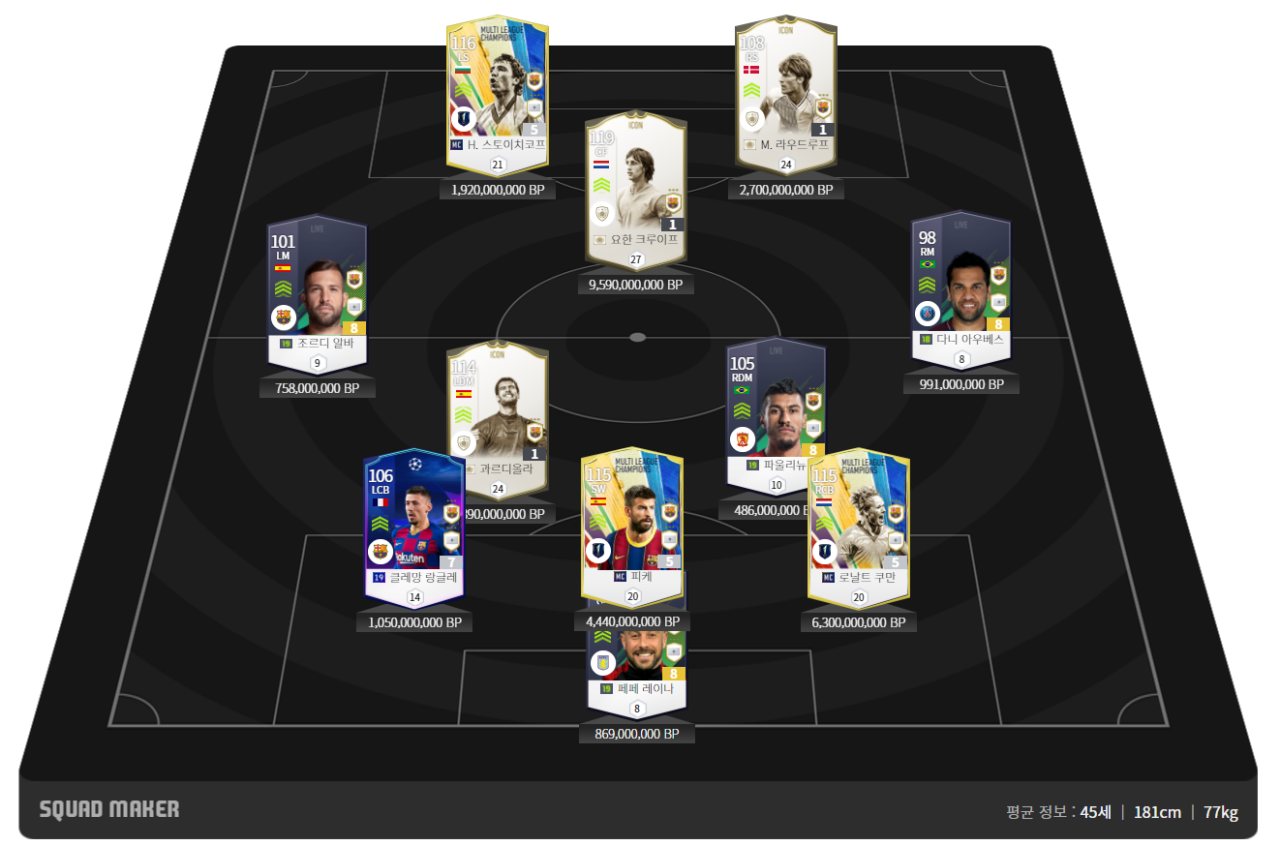 MULTI LEAGUE
CHAMPIONS
116
LS
5
MC H. 스토이치코프
21
1,920,000,000 BP
ICON
108
RS
1
M. 라우드루프
24
2,700,000,000 BP
ICON
119
CF
1
요한 크루이프
27
9,590,000,000 BP
LIVE
101
LM
8
19 조르디 알바
9
758,000,000 BP
LIVE
98
RM
8
18 다니 아우베스
8
991,000,000 BP
ICON
114
LDM
1
과르디올라
24
90,000,000 BP
LIVE
105
RDM
8
19 파울리뉴
10
486,000,000 B
106
LCB
Rakuten
7
19 클레망 랑글레
14
1,050,000,000 BP
MULTI LEAGUE
CHAMPIONS
115
SW
5
MC 피케
20
4,440,000,000 BP
MULTI LEAGUE
CHAMPIONS
115
RCB
5
MC 로날트 쿠만
20
6,300,000,000 BP
8
19 페페 레이나
8
869,000,000 BP
SQUAD MAKER
평균 정보 : 45세 | 181cm | 77kg